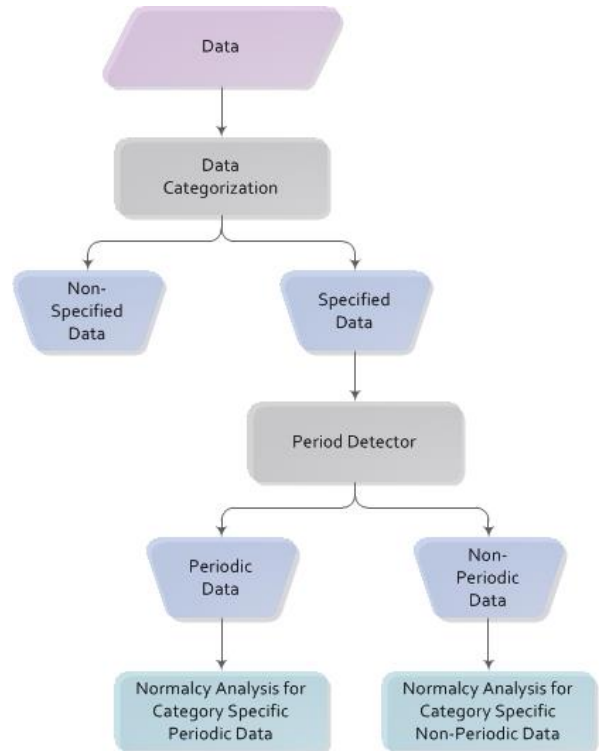 Data
Data
Categorization
Non-
Specified
Data
Specified
Data
Period Detector
Periodic
Data
Non-
Periodic
Data
Normalcy Analysis for
Category Specific
Periodic Data
Normalcy Analysis for
Category Specific
Non-Periodic Data